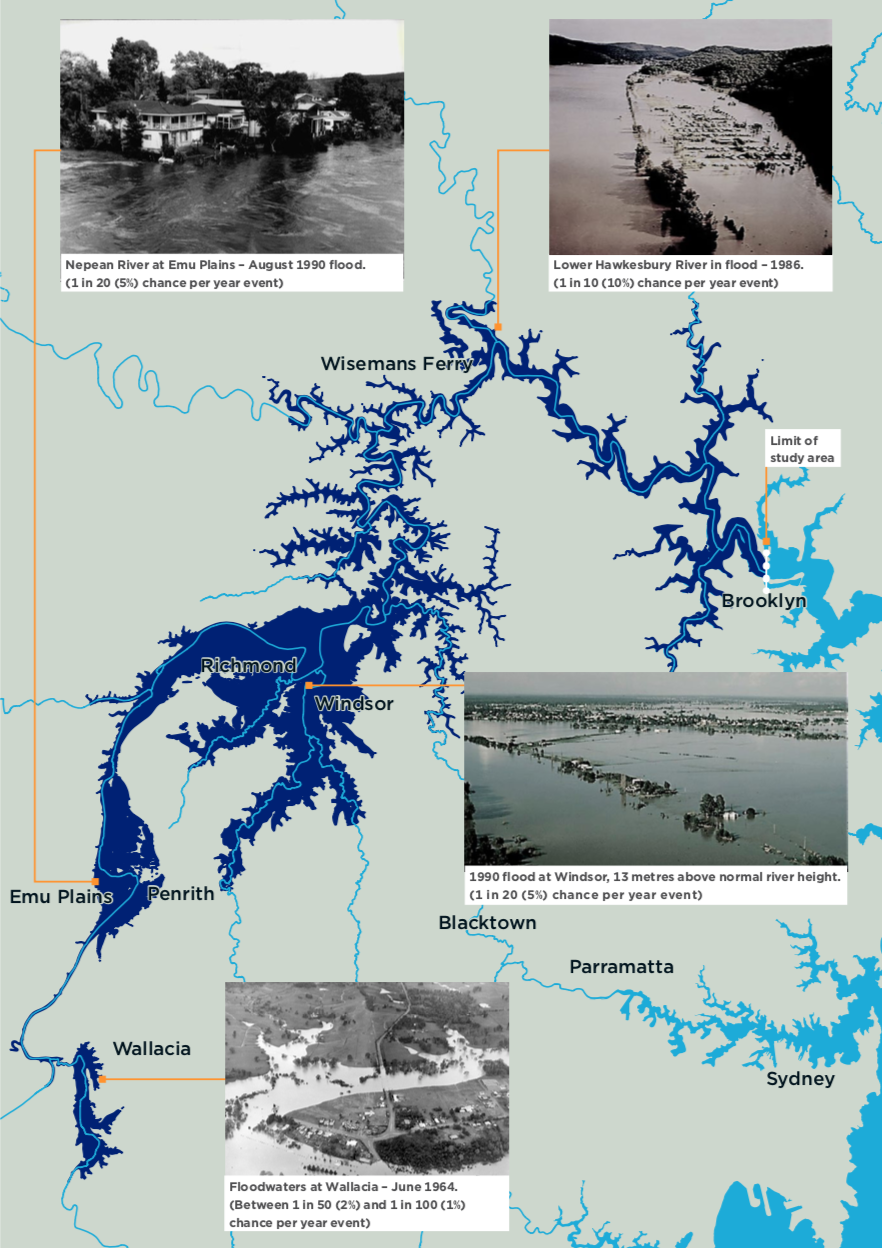 Nepean River at Emu Plains – August 1990 flood.
(1 in 20 (5%) chance per year event)
Lower Hawkesbury River in flood – 1986.
(1 in 10 (10%) chance per year event)
Wisemans Ferry
Limit of
study area
Brooklyn
Richmond
Windsor
1990 flood at Windsor, 13 metres above normal river height.
(1 in 20 (5%) chance per year event)
Emu Plains
Penrith
Blacktown
Parramatta
Wallacia
Sydney
Floodwaters at Wallacia – June 1964.
(Between 1 in 50 (2%) and 1 in 100 (1%)
chance per year event)